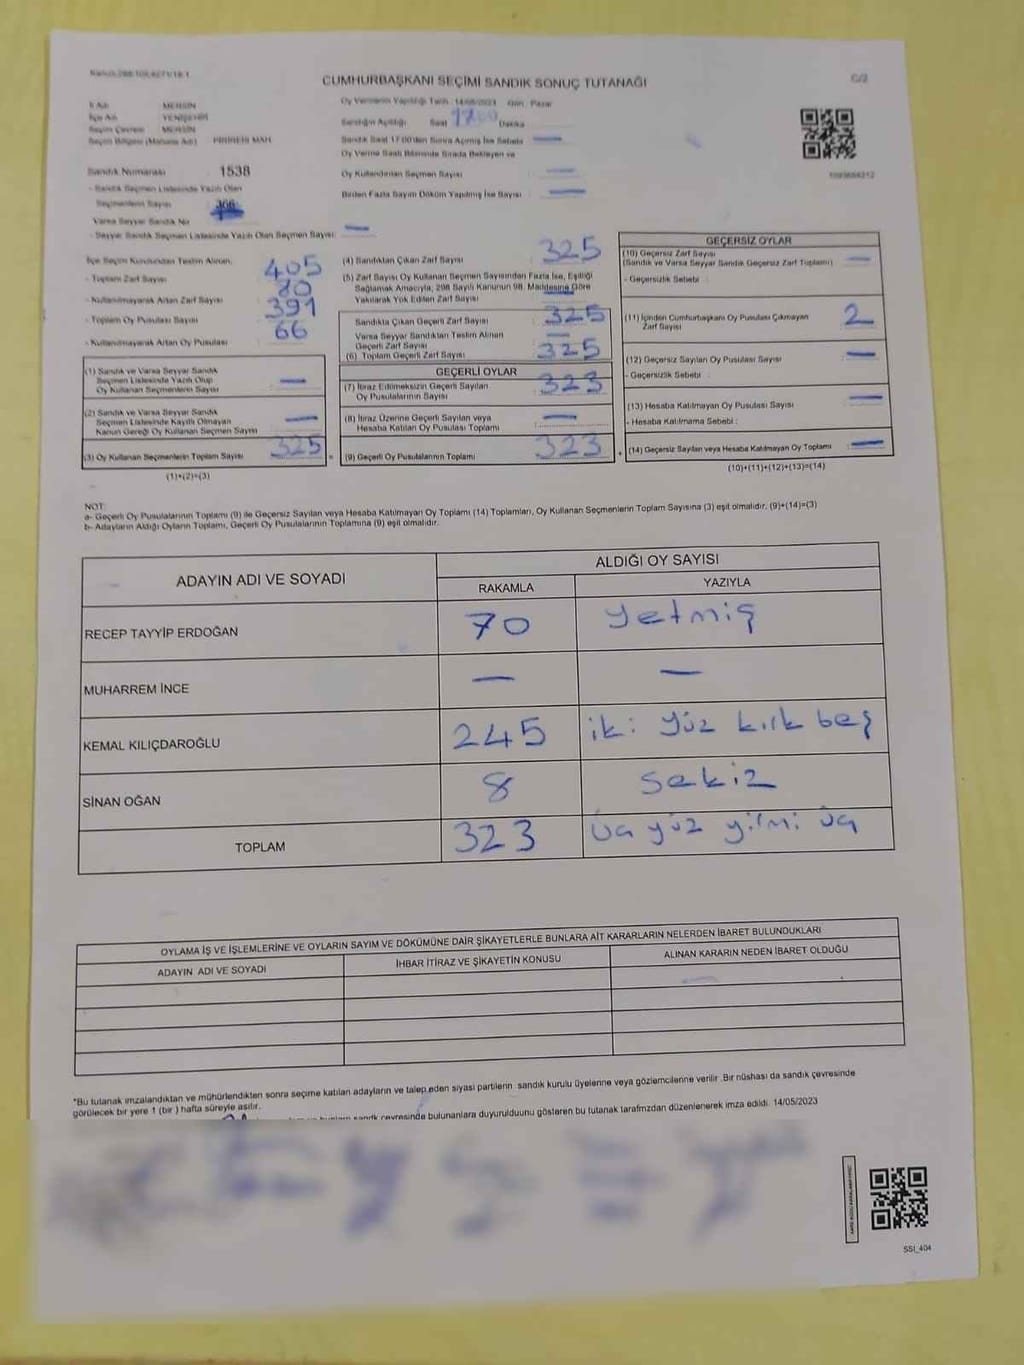 CUMHURBAŞKANI SEÇİMİ SANDIK SONUÇ TUTANAĞI
Oy Vermenin Yapıldığı Tarih 14/05/2023 Gün Pazar
İl Adı MERSİN
İlçe Adı YENİŞEHİR
Sandığın Açıldığı Saat Dakika
Seçim Çevresi MERSİN
Seçim Bölgesi (Mahalle Adı) MAH
Sandık Saat 17:00'den Sonra Açılmış İse Sebebi
Oy Verme Saati Bitiminde Sırada Bekleyen ve
Oy Kullandırılan Seçmen Sayısı
Birden Fazla Sayım Döküm Yapılmış İse Sayısı
Sandık Numarası 1538
- Sandık Seçmen Listesinde Yazılı Olan
Seçmenlerin Sayısı 366
Varsa Seyyar Sandık No
- Seyyar Sandık Seçmen Listesinde Yazılı Olan Seçmen Sayısı —
İlçe Seçim Kurulundan Teslim Alınan
- Toplam Zarf Sayısı 405
- Kullanılmayarak Artan Zarf Sayısı 80
- Toplam Oy Pusulası Sayısı 391
- Kullanılmayarak Artan Oy Pusulası 66
(1) Sandık ve Varsa Seyyar Sandık
Seçmen Listesinde Yazılı Olup
Oy Kullanan Seçmenlerin Sayısı —
(2) Sandık ve Varsa Seyyar Sandık
Seçmen Listesinde Kayıtlı Olmayan
Kanun Gereği Oy Kullanan Seçmen Sayısı —
(3) Oy Kullanan Seçmenlerin Toplam Sayısı 325
(1)+(2)=(3)
(4) Sandıktan Çıkan Zarf Sayısı 325
(5) Zarf Sayısı Oy Kullanan Seçmen Sayısından Fazla İse, Eşitliği
Sağlamak Amacıyla, 298 Sayılı Kanunun 98. Maddesine Göre
Yakılarak Yok Edilen Zarf Sayısı —
Sandıkta Çıkan Geçerli Zarf Sayısı 325
Varsa Seyyar Sandıktan Teslim Alınan
Geçerli Zarf Sayısı —
(6) Toplam Geçerli Zarf Sayısı 325
GEÇERLİ OYLAR
(7) İtiraz Edilmeksizin Geçerli Sayılan
Oy Pusulalarının Sayısı 323
(8) İtiraz Üzerine Geçerli Sayılan veya
Hesaba Katılan Oy Pusulası Toplamı —
(9) Geçerli Oy Pusulalarının Toplamı 323
GEÇERSİZ OYLAR
(10) Geçersiz Zarf Sayısı
(Sandık ve Varsa Seyyar Sandık Geçersiz Zarf Toplamı) —
- Geçersizlik Sebebi :
(11) İçinden Cumhurbaşkanı Oy Pusulası Çıkmayan
Zarf Sayısı 2
(12) Geçersiz Sayılan Oy Pusulası Sayısı —
- Geçersizlik Sebebi :
(13) Hesaba Katılmayan Oy Pusulası Sayısı —
- Hesaba Katılmama Sebebi :
(14) Geçersiz Sayılan veya Hesaba Katılmayan Oy Toplamı —
(10)+(11)+(12)+(13)=(14)
NOT:
a- Geçerli Oy Pusulalarının Toplamı (9) ile Geçersiz Sayılan veya Hesaba Katılmayan Oy Toplamı (14) Toplamları, Oy Kullanan Seçmenlerin Toplam Sayısına (3) eşit olmalıdır. (9)+(14)=(3)
b- Adayların Aldığı Oyların Toplamı, Geçerli Oy Pusulalarının Toplamına (9) eşit olmalıdır.
ADAYIN ADI VE SOYADI ALDIĞI OY SAYISI
RAKAMLA YAZIYLA
RECEP TAYYİP ERDOĞAN 70 yetmiş
MUHARREM İNCE — —
KEMAL KILIÇDAROĞLU 245 iki yüz kırk beş
SİNAN OĞAN 8 sekiz
TOPLAM 323 üç yüz yirmi üç
OYLAMA İŞ VE İŞLEMLERİNE VE OYLARIN SAYIM VE DÖKÜMÜNE DAİR ŞİKAYETLERLE BUNLARA AİT KARARLARIN NELERDEN İBARET BULUNDUKLARI
ADAYIN ADI VE SOYADI İHBAR İTİRAZ VE ŞİKAYETİN KONUSU ALINAN KARARIN NEDEN İBARET OLDUĞU
"Bu tutanak imzalandıktan ve mühürlendikten sonra seçime katılan adayların ve talep eden siyasi partilerin sandık kurulu üyelerine veya gözlemcilerine verilir .Bir nüshası da sandık çevresinde
görülecek bir yere 1 (bir ) hafta süreyle asılır.
sandık çevresinde bulunanlara duyurulduunu gösteren bu tutanak tarafımzdan düzenlenerek imza edildi. 14/05/2023
SSI_404